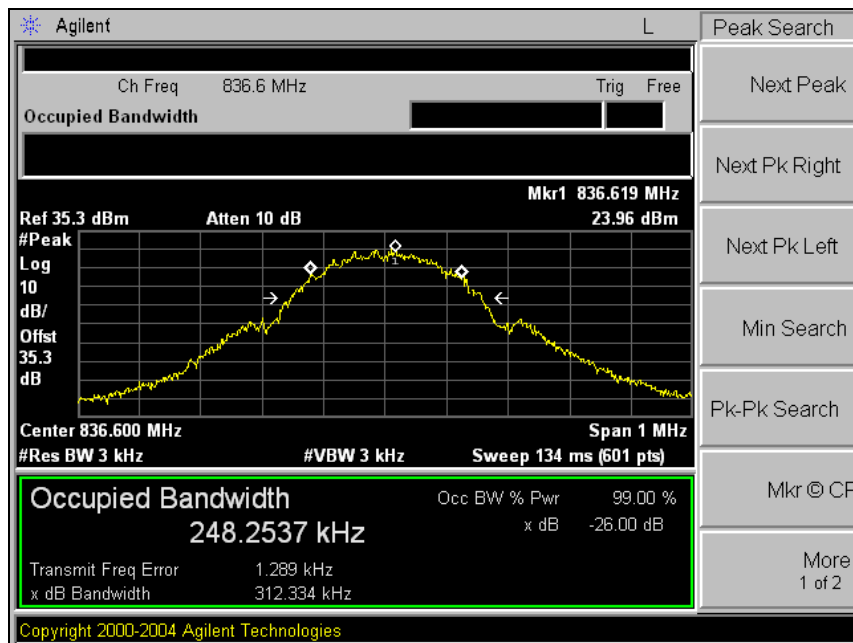 Agilent L Peak Search
Ch Freq 836.6 MHz Trig Free
Occupied Bandwidth
Next Peak
Next Pk Right
Next Pk Left
Min Search
Pk-Pk Search
Mkr © CF
More
1 of 2
Mkr1 836.619 MHz
Ref 35.3 dBm Atten 10 dB 23.96 dBm
#Peak
Log
10
dB/
Offst
35.3
dB
1
Center 836.600 MHz Span 1 MHz
#Res BW 3 kHz #VBW 3 kHz Sweep 134 ms (601 pts)
Occupied Bandwidth
248.2537 kHz
Occ BW % Pwr 99.00 %
x dB -26.00 dB
Transmit Freq Error 1.289 kHz
x dB Bandwidth 312.334 kHz
Copyright 2000-2004 Agilent Technologies